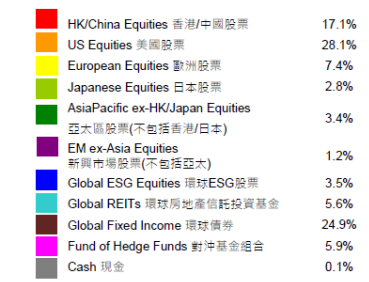 HK/China Equities 香港/中國股票 17.1%
US Equities 美國股票 28.1%
European Equities 歐洲股票 7.4%
Japanese Equities 日本股票 2.8%
AsiaPacific ex-HK/Japan Equities
亞太區股票(不包括香港/日本) 3.4%
EM ex-Asia Equities
新興市場股票(不包括亞太) 1.2%
Global ESG Equities 環球ESG股票 3.5%
Global REITs 環球房地產信託投資基金 5.6%
Global Fixed Income 環球債券 24.9%
Fund of Hedge Funds 對沖基金組合 5.9%
Cash 現金 0.1%